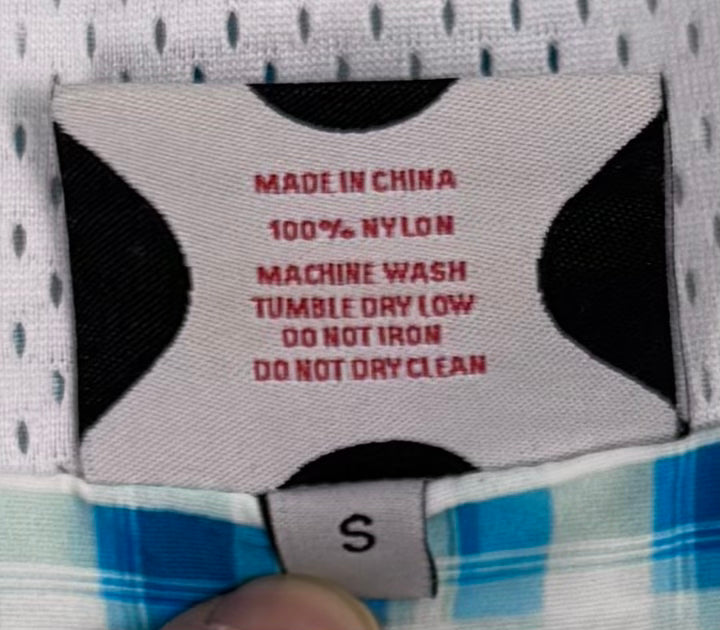 MADE IN CHINA
100% NYLON
MACHINE WASH
TUMBLE DRY LOW
DO NOT IRON
DO NOT DRY CLEAN
S